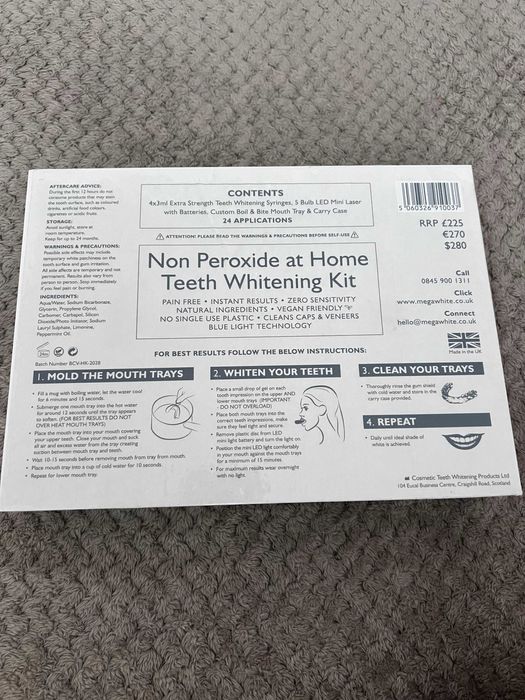 AFTERCARE ADVICE:
During the first 12 hours do not
consume products that may stain
the tooth surface, such as coloured
drinks, artificial food colours,
cigarettes or acidic fruits.
STORAGE:
Avoid sunlight, store at
room temperature.
Keep for up to 24 months.
WARNINGS & PRECAUTIONS:
Possible side effects may include
temporary white patches on the
tooth surface and gum irritation.
All side affects are temporary and not
permanent. Results also vary from
person to person. Stop immediately
if you feel pain or burning.
INGREDIENTS:
Aqua/Water, Sodium Bicarbonate,
Glycerin, Propylene Glycol,
Carbomer, Carbopol, Silicon
Dioxide/Photo Initiator, Sodium
Lauryl Sulphate, Limonine,
Peppermint Oil.
24m
Batch Number BCV-HK-2028
CONTENTS
4x3ml Extra Strength Teeth Whitening Syringes, 5 Bulb LED Mini Laser
with Batteries, Custom Boil & Bite Mouth Tray & Carry Case
24 APPLICATIONS
ATTENTION! PLEASE READ THE WARNINGS & PRECAUTIONS BEFORE SELF-USE
Non Peroxide at Home
Teeth Whitening Kit
PAIN FREE • INSTANT RESULTS • ZERO SENSITIVITY
NATURAL INGREDIENTS • VEGAN FRIENDLY
NO SINGLE USE PLASTIC • CLEANS CAPS & VENEERS
BLUE LIGHT TECHNOLOGY
5 060326 910037
RRP £225
€270
$280
Call
0845 900 1311
Click
www.megawhite.co.uk
Connect
hello@megawhite.co.uk
Made in the UK
FOR BEST RESULTS FOLLOW THE BELOW INSTRUCTIONS:
1. MOLD THE MOUTH TRAYS
• Fill a mug with boiling water, let the water cool
for 6 minutes and 15 seconds.
• Submerge one mouth tray into the hot water
for around 12 seconds until the tray appears
to soften. (FOR BEST RESULTS DO NOT
OVER HEAT MOUTH TRAYS)
• Place the mouth tray into your mouth covering
your upper teeth. Close your mouth and suck
all air and excess water from the tray creating
suction between mouth tray and teeth.
• Wait 10-15 seconds before removing mouth tray from mouth.
• Place mouth tray into a cup of cold water for 10 seconds.
• Repeat for lower mouth tray.
2. WHITEN YOUR TEETH
• Place a small drop of gel on each
tooth impression on the upper AND
lower mouth trays (IMPORTANT
- DO NOT OVERLOAD)
• Place both mouth trays into the
correct teeth impressions, make
sure they feel tight and secure.
• Remove plastic disc from LED
mini light battery and turn the light on
• Position the mini LED light comfortably
in your mouth against the mouth trays
for a minimum of 15 minutes.
• For maximum results wear overnight
with no light.
3. CLEAN YOUR TRAYS
• Thoroughly rinse the gum shield
with cold water and store in the
carry case provided.
4. REPEAT
• Daily until ideal shade of
white is achieved.
Cosmetic Teeth Whitening Products Ltd
104 Eucal Business Centre, Craigshill Road, Scotland